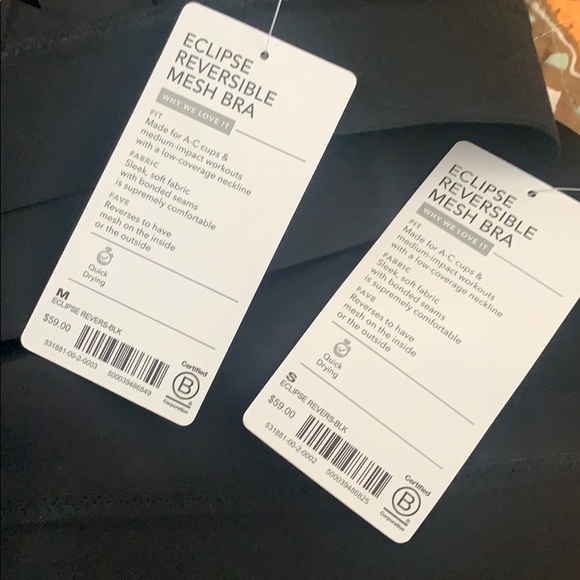 ECLIPSE
REVERSIBLE
MESH BRA
WHY WE LOVE IT
FIT
Made for A-C cups &
medium-impact workouts
with a low-coverage neckline
FABRIC
Sleek, soft fabric
with bonded seams
is supremely comfortable
FAVE
Reverses to have
mesh on the inside
or the outside
Quick
Drying
M
ECLIPSE REVERS-BLK
$59.00
531881-00-2-0003 500039486849
Certified
B
Corporation
ECLIPSE
REVERSIBLE
MESH BRA
WHY WE LOVE IT
FIT
Made for A-C cups &
medium-impact workouts
with a low-coverage neckline
FABRIC
Sleek, soft fabric
with bonded seams
is supremely comfortable
FAVE
Reverses to have
mesh on the inside
or the outside
Quick
Drying
S
ECLIPSE REVERS-BLK
$59.00
531881-00-2-0002 500039486825
Certified
B
Corporation